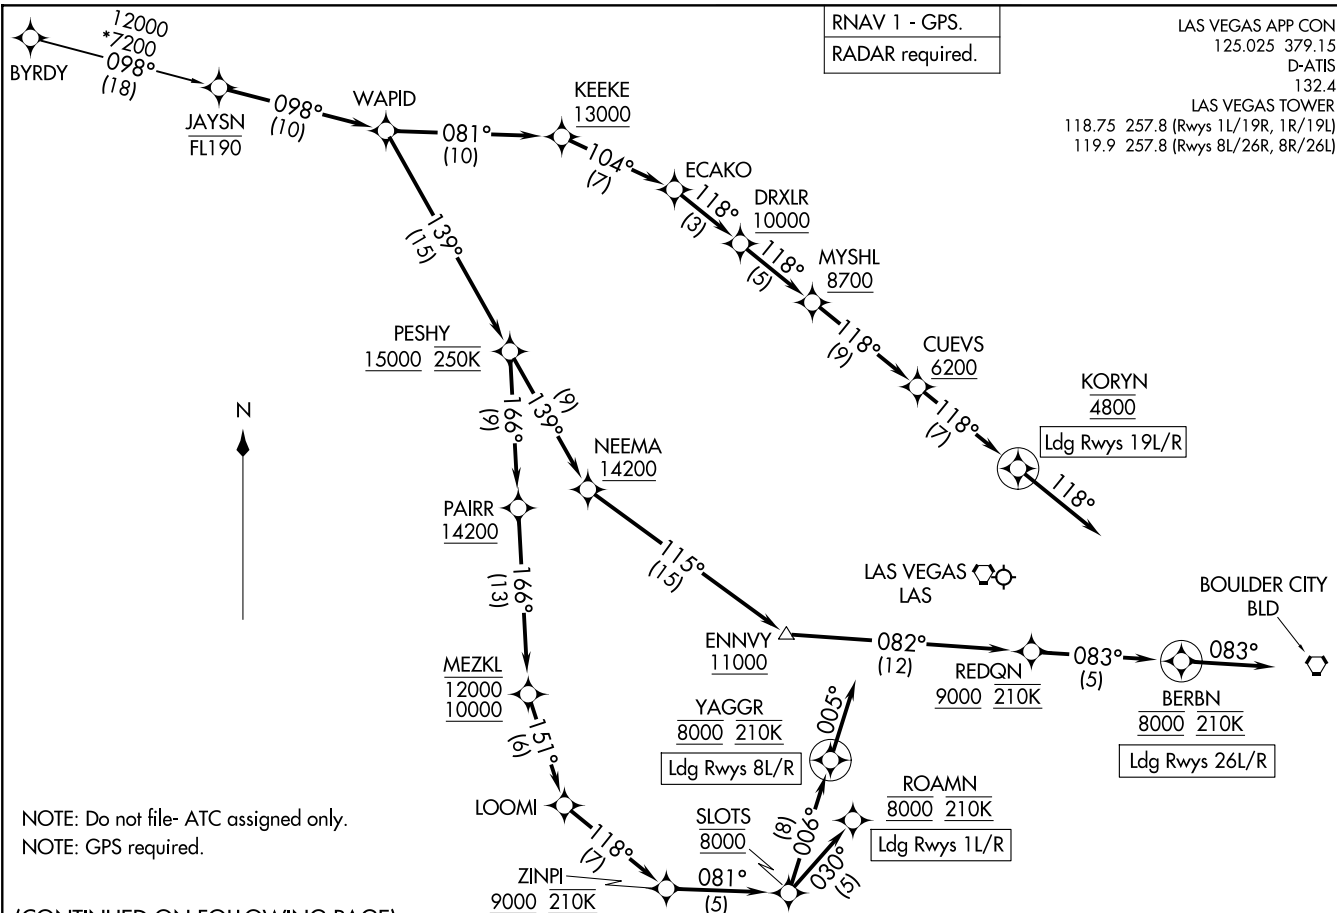 RNAV 1 - GPS.
RADAR required.
LAS VEGAS APP CON
125.025 379.15
D-ATIS
132.4
LAS VEGAS TOWER
118.75 257.8 (Rwys 1L/19R, 1R/19L)
119.9 257.8 (Rwys 8L/26R, 8R/26L)
BYRDY
12000
*7200
098°
(18)
JAYSN
FL190
098°
(10)
WAPID
081°
(10)
KEEKE
13000
104°
(7)
ECAKO
118°
(3)
DRXLR
10000
118°
(5)
MYSHL
8700
118°
(9)
CUEVS
6200
118°
(7)
KORYN
4800
Ldg Rwys 19L/R
118°
139°
(15)
PESHY
15000 250K
166°
(9)
139°
(9)
N
NEEMA
14200
PAIRR
14200
115°
(15)
166°
(13)
LAS VEGAS
LAS
BOULDER CITY
BLD
ENNVY
11000
082°
(12)
REDQN
9000 210K
083°
(5)
083°
BERBN
8000 210K
Ldg Rwys 26L/R
MEZKL
12000
10000
151°
(6)
YAGGR
8000 210K
Ldg Rwys 8L/R
005°
LOOMI
118°
(7)
SLOTS
8000
006°
(8)
ROAMN
8000 210K
Ldg Rwys 1L/R
030°
(5)
ZINPI
9000 210K
081°
(5)
NOTE: Do not file- ATC assigned only.
NOTE: GPS required.
(CONTINUED ON FOLLOWING PAGE)